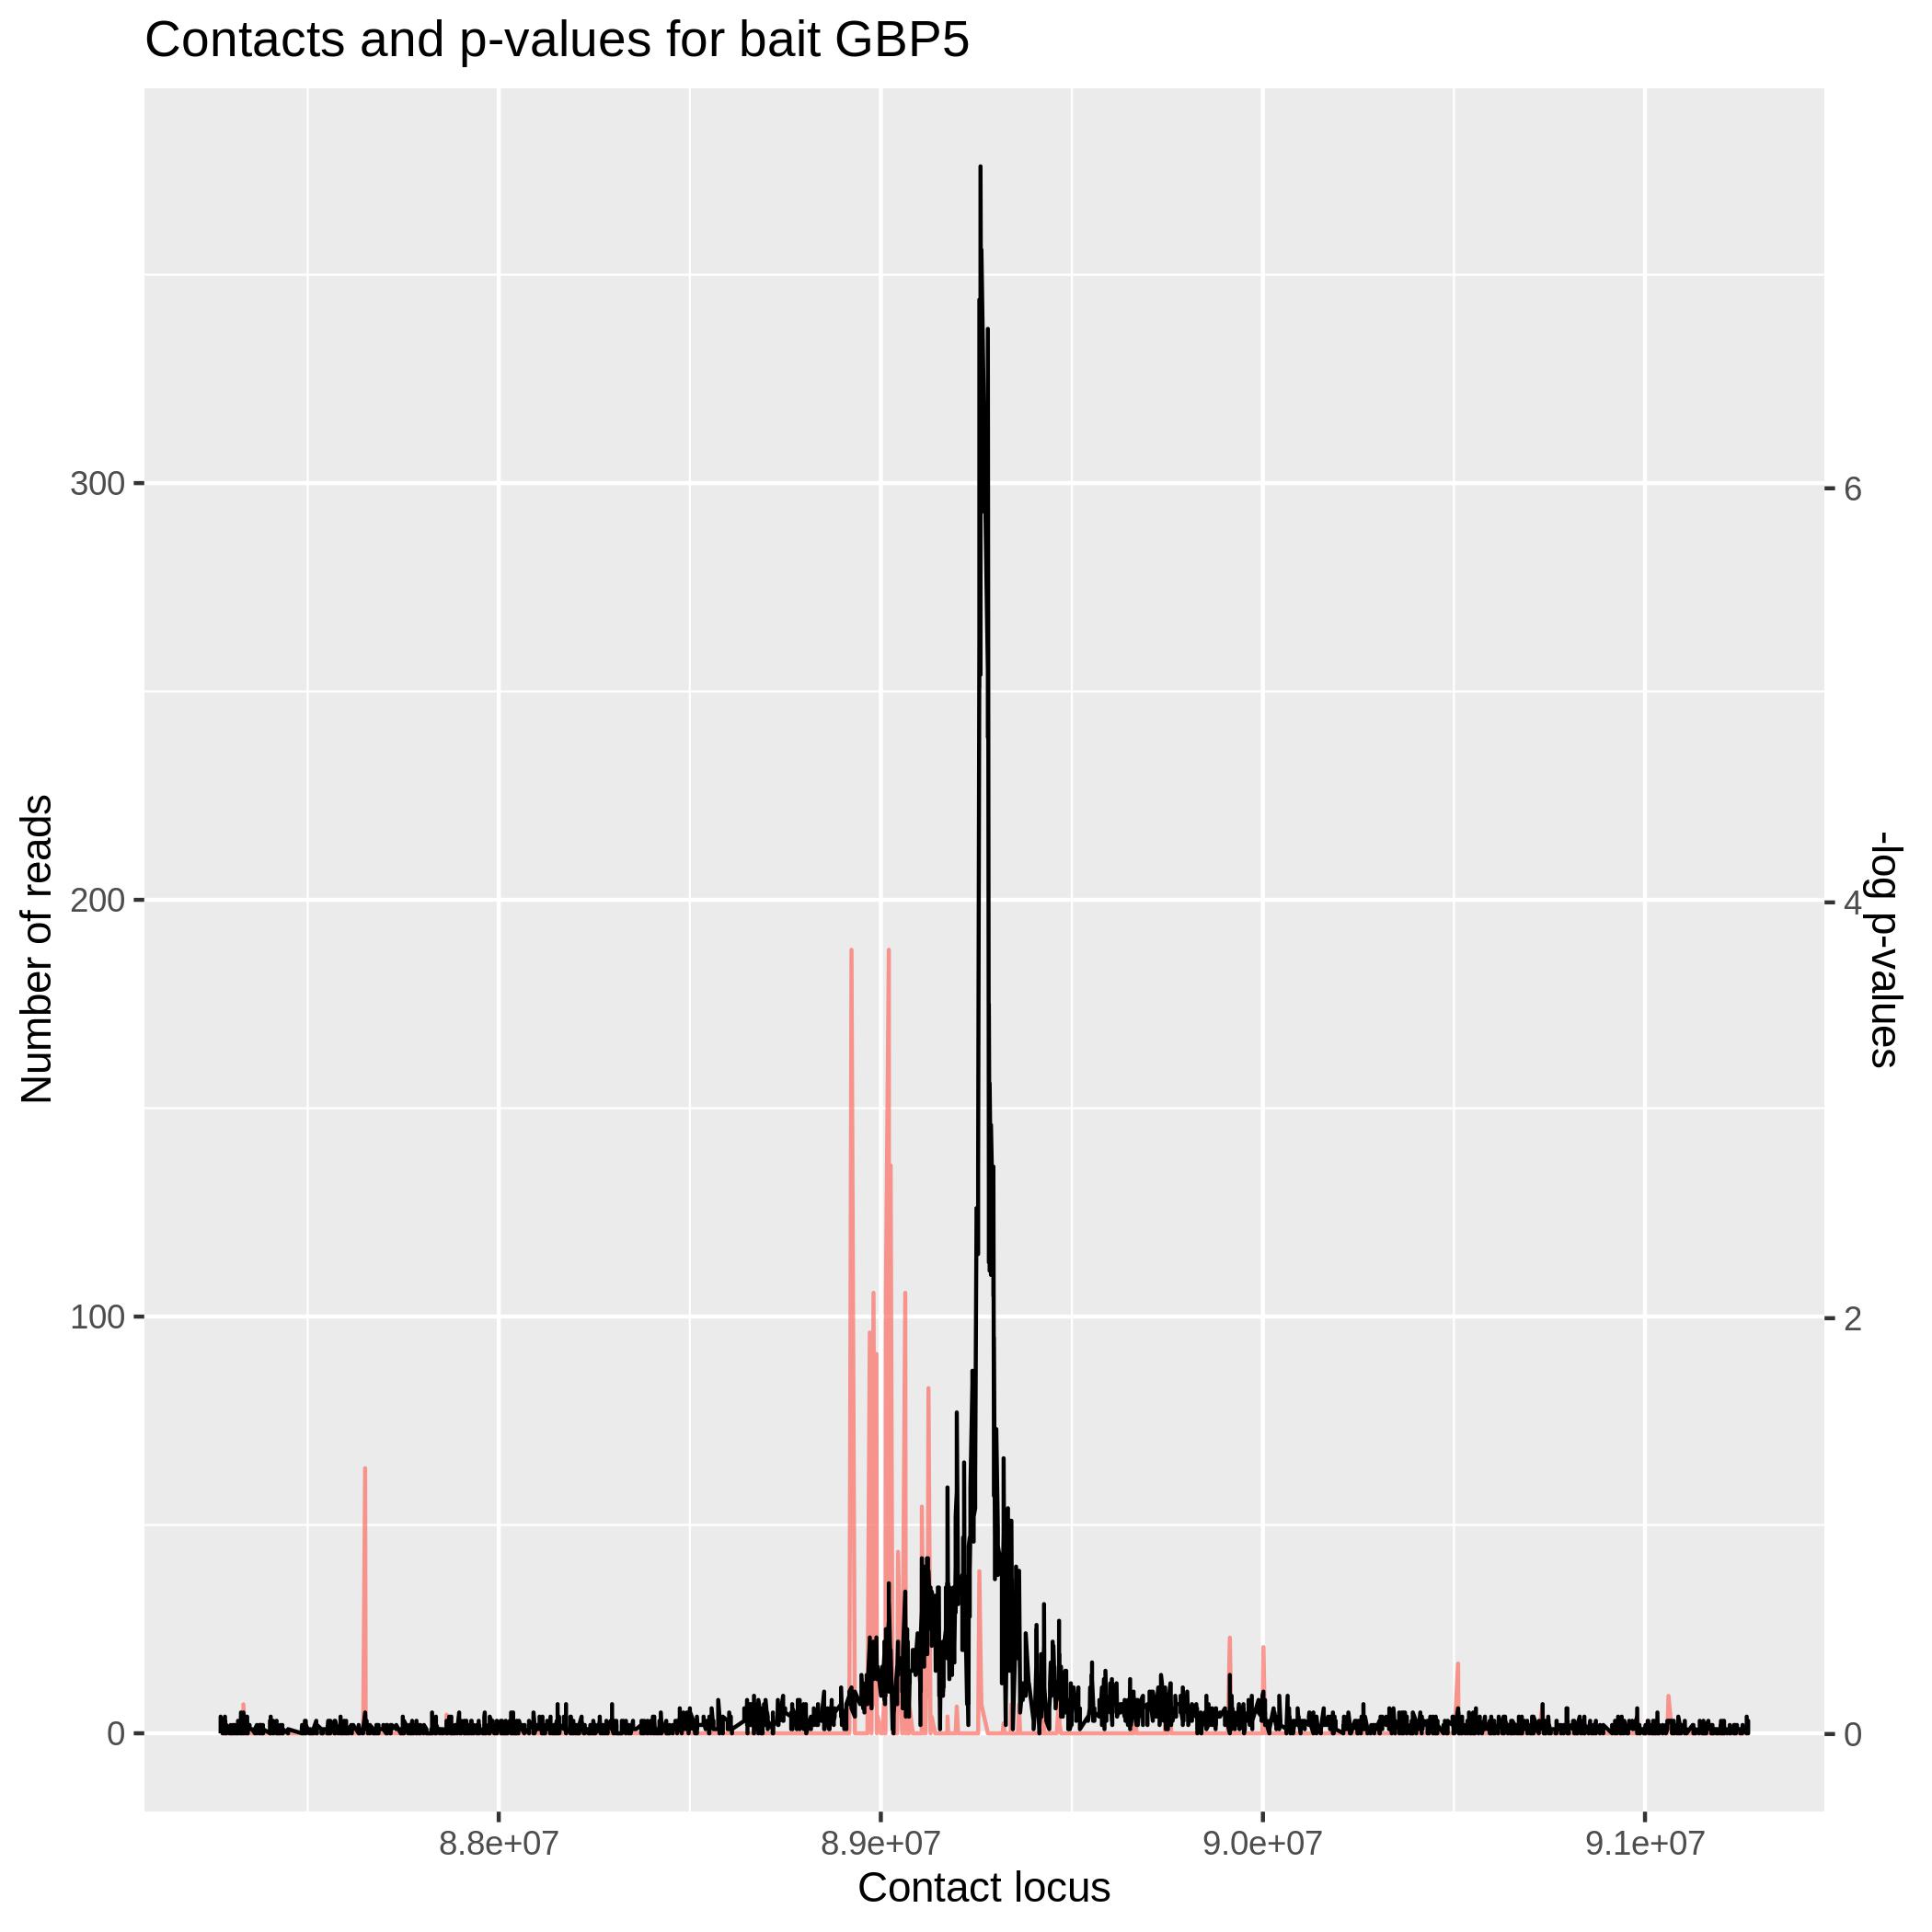 Contacts and p-values for bait GBP5
Number of reads
300
200
100
0
6
4
2
0
-log p-values
8.8e+07
8.9e+07
9.0e+07
9.1e+07
Contact locus